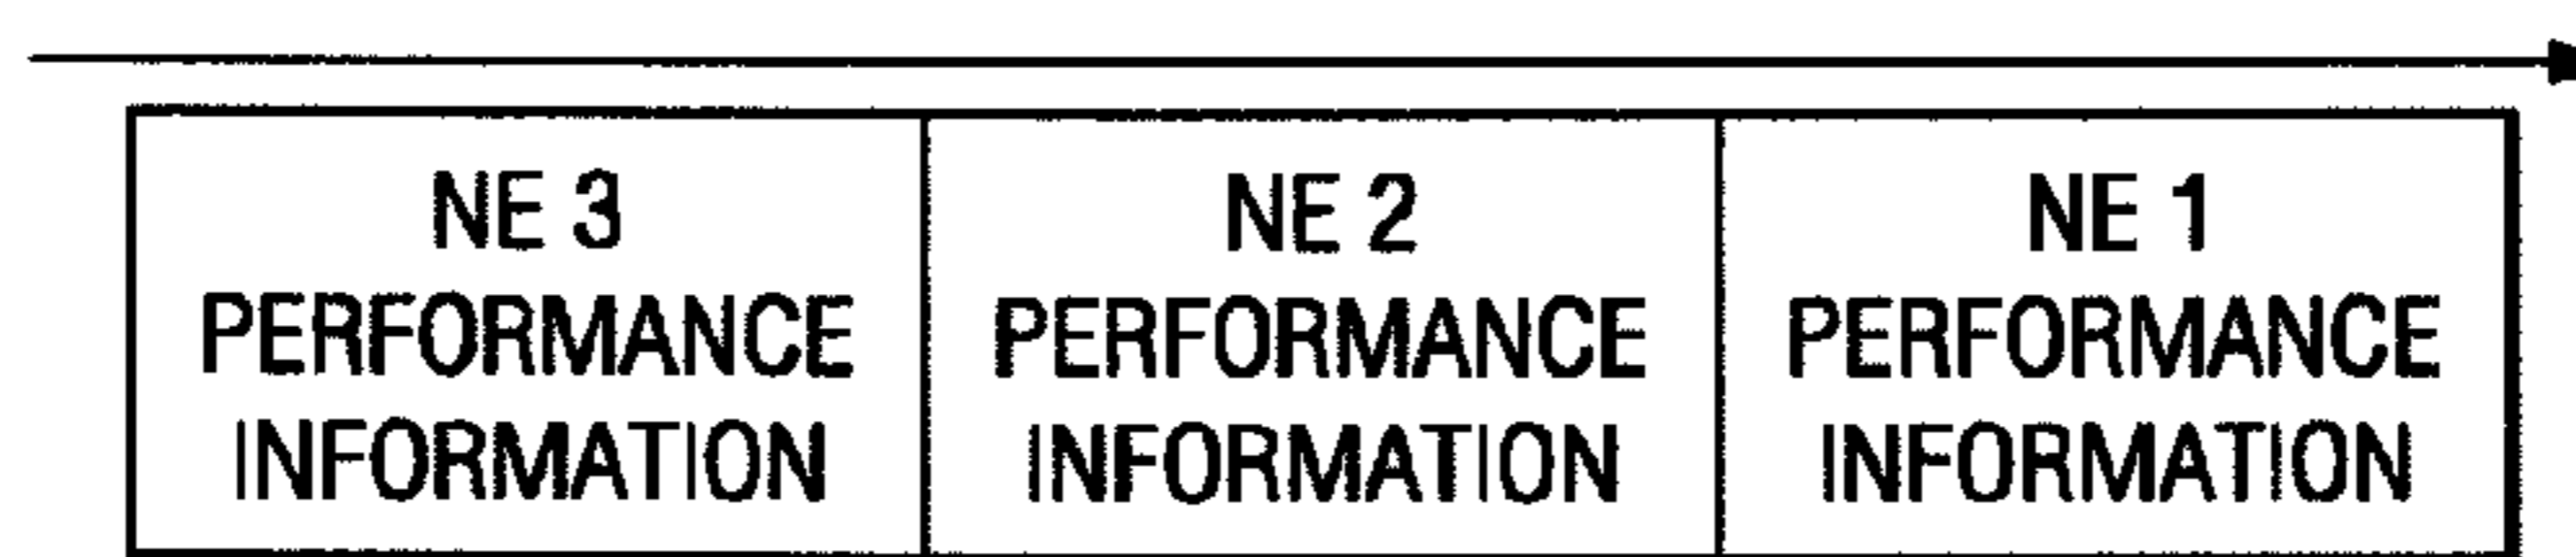 NE 3
PERFORMANCE
INFORMATION
NE 2
PERFORMANCE
INFORMATION
NE 1
PERFORMANCE
INFORMATION